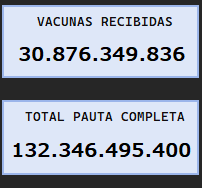 VACUNAS RECIBIDAS
30.876.349.836
TOTAL PAUTA COMPLETA
132.346.495.400